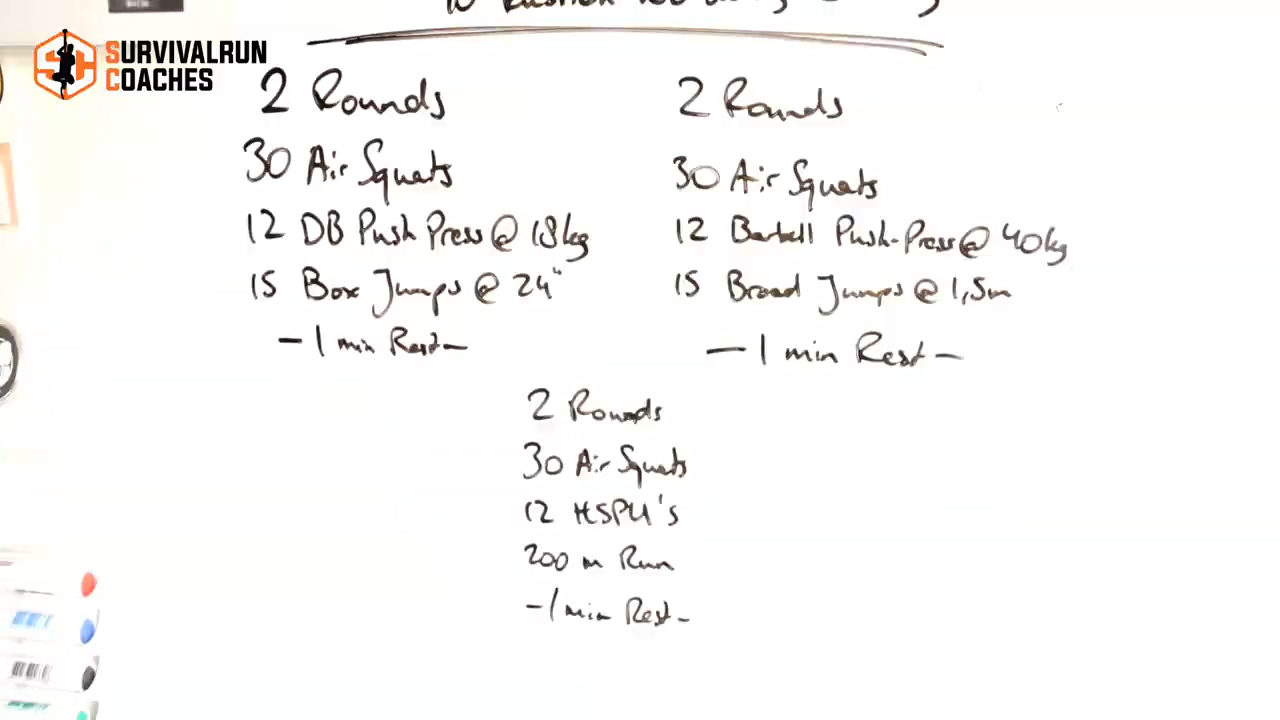 SURVIVALRUN
COACHES
2 Rounds
30 Air Squats
12 DB Push Press @ 18kg
15 Box Jumps @ 24"
- 1 min Rest -
2 Rounds
30 Air Squats
12 Barbell Push-Press @ 40kg
15 Broad Jumps @ 1,5m
- 1 min Rest -
2 Rounds
30 Air Squats
12 HSPU's
200 m Run
- 1 min Rest -